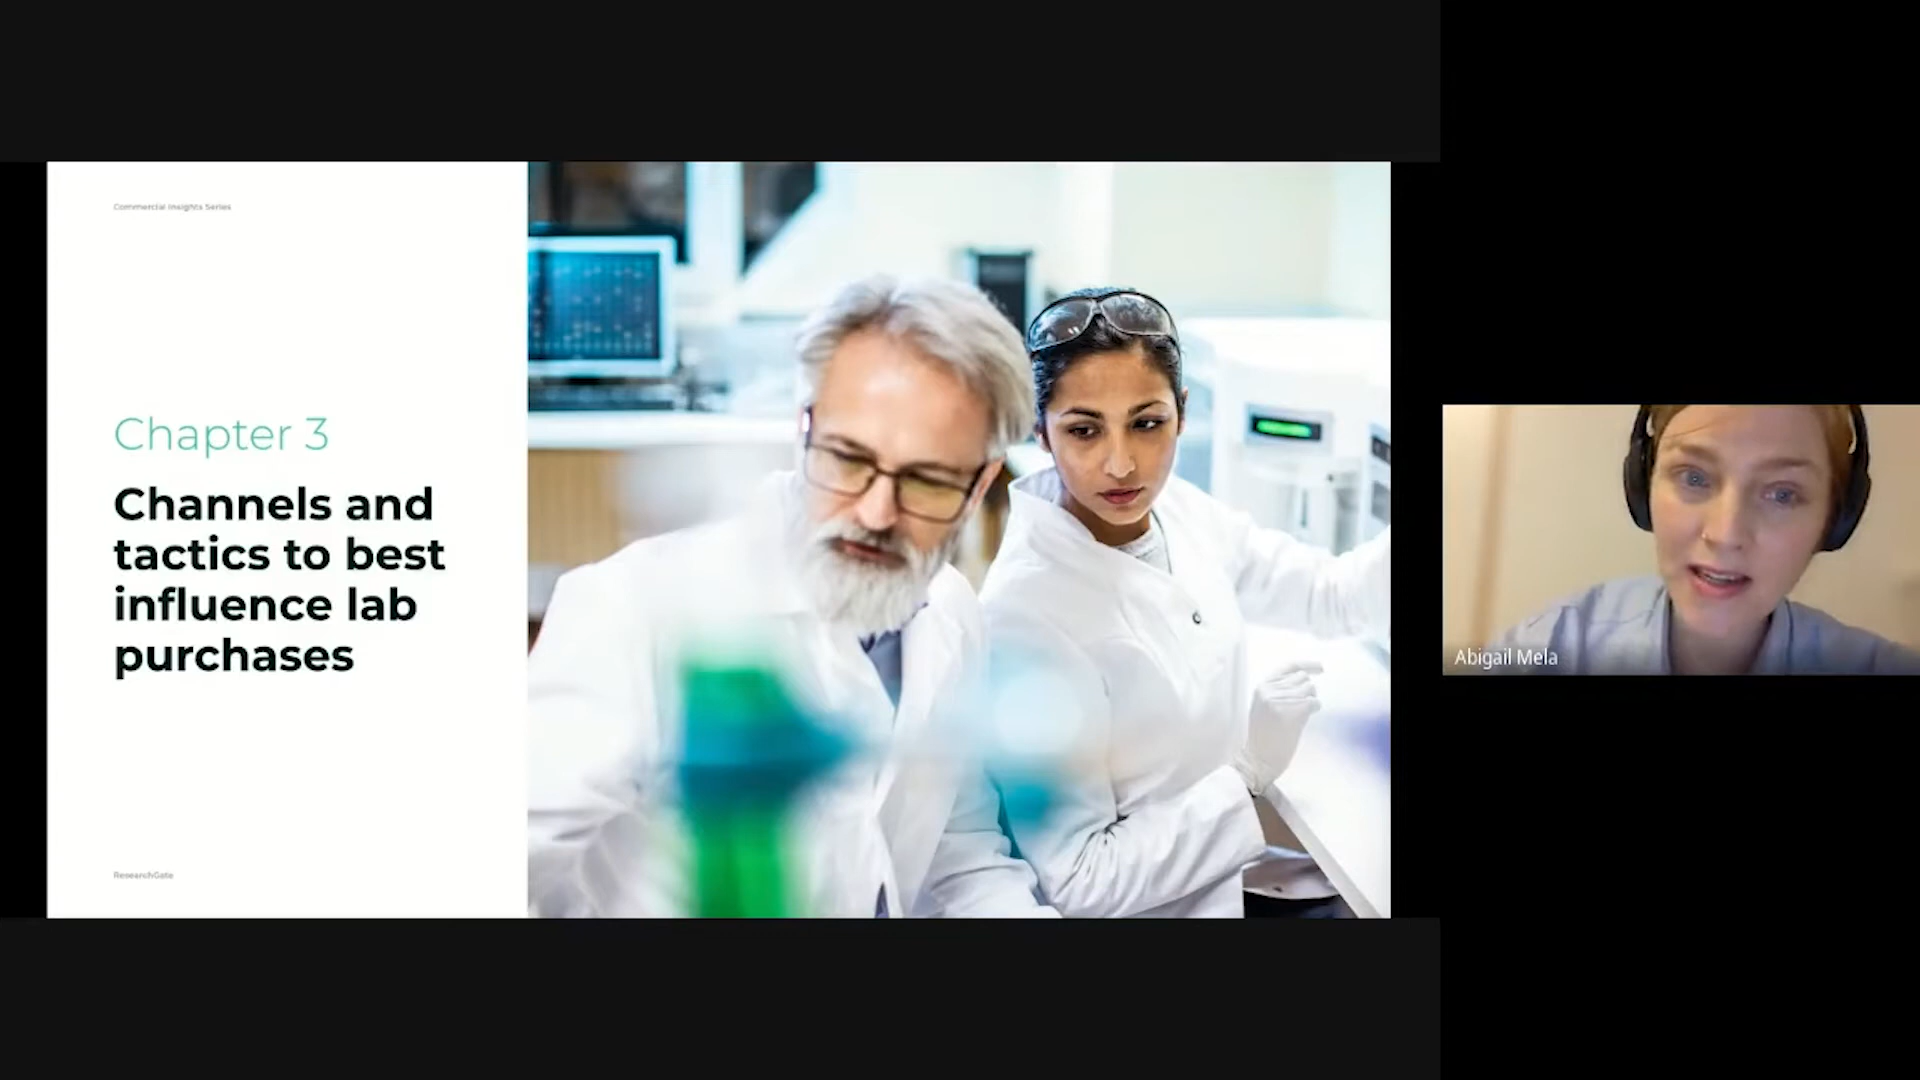 Commercial Insights Series
Chapter 3
Channels and
tactics to best
influence lab
purchases
ResearchGate
Abigail Mela